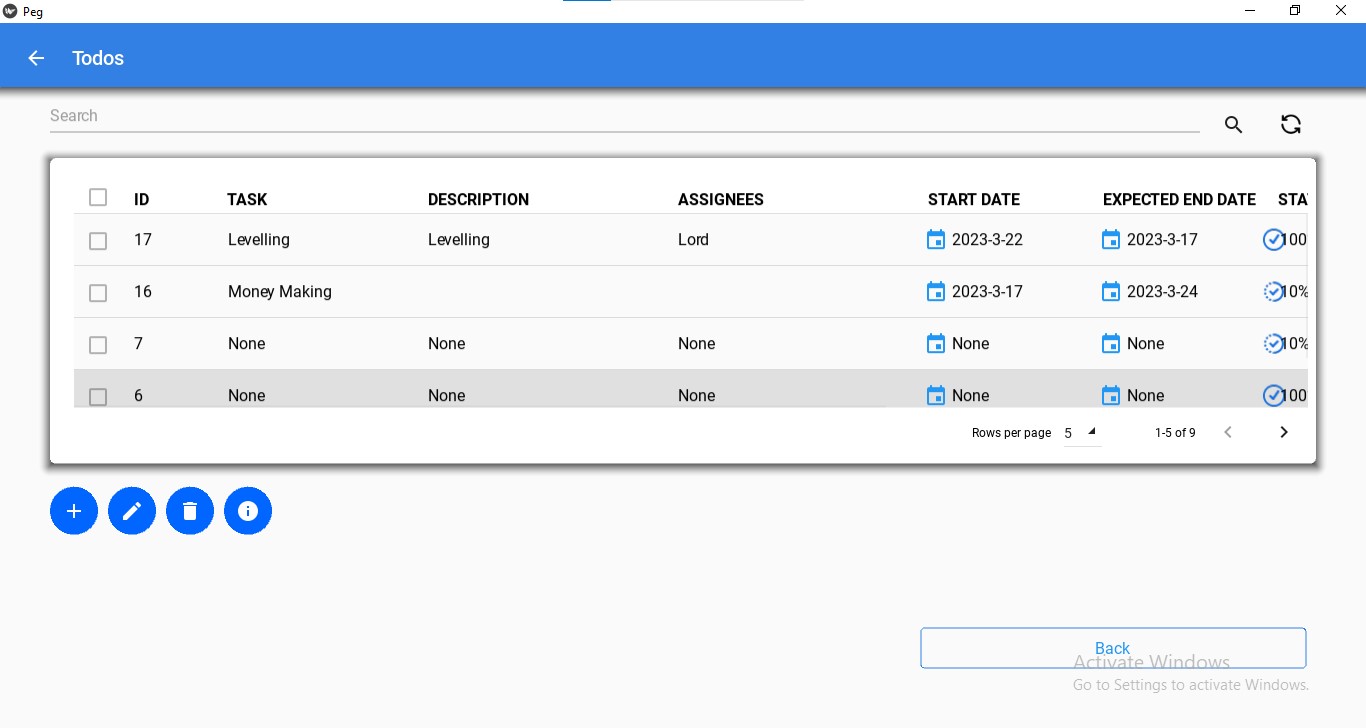 Peg
Todos
Search
ID TASK DESCRIPTION ASSIGNEES START DATE EXPECTED END DATE STA
17 Levelling Levelling Lord 2023-3-22 2023-3-17 100
16 Money Making 2023-3-17 2023-3-24 10%
7 None None None None None 10%
6 None None None None None 100
Rows per page 5 1-5 of 9
Back
Activate Windows
Go to Settings to activate Windows.